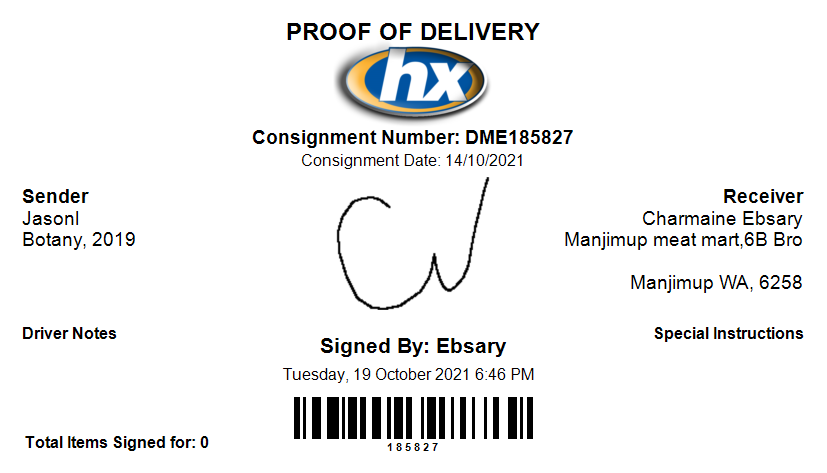 PROOF OF DELIVERY
hx
Consignment Number: DME185827
Consignment Date: 14/10/2021
Sender
JasonI
Botany, 2019
Receiver
Charmaine Ebsary
Manjimup meat mart,6B Bro
Manjimup WA, 6258
Driver Notes
Special Instructions
Signed By: Ebsary
Tuesday, 19 October 2021 6:46 PM
185827
Total Items Signed for: 0